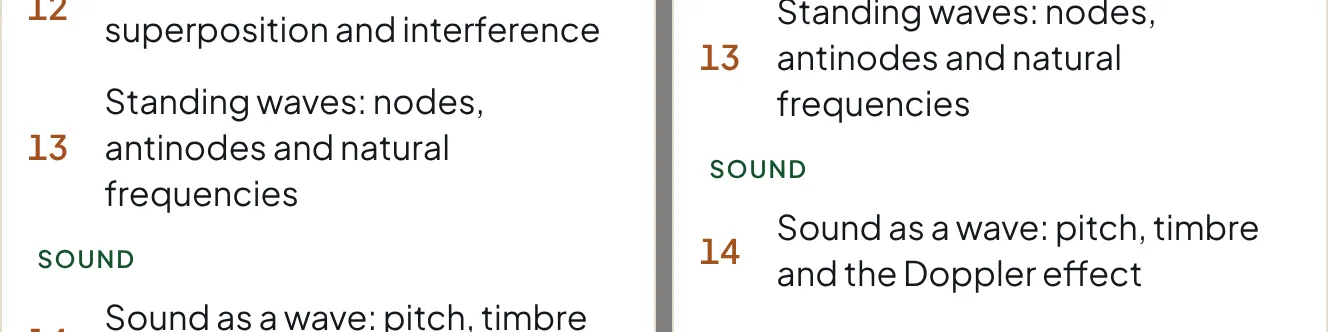 12
superposition and interference
Standing waves: nodes,
13 antinodes and natural
frequencies
SOUND
Sound as a wave: pitch, timbre
Standing waves: nodes,
13 antinodes and natural
frequencies
SOUND
14
Sound as a wave: pitch, timbre
and the Doppler effect